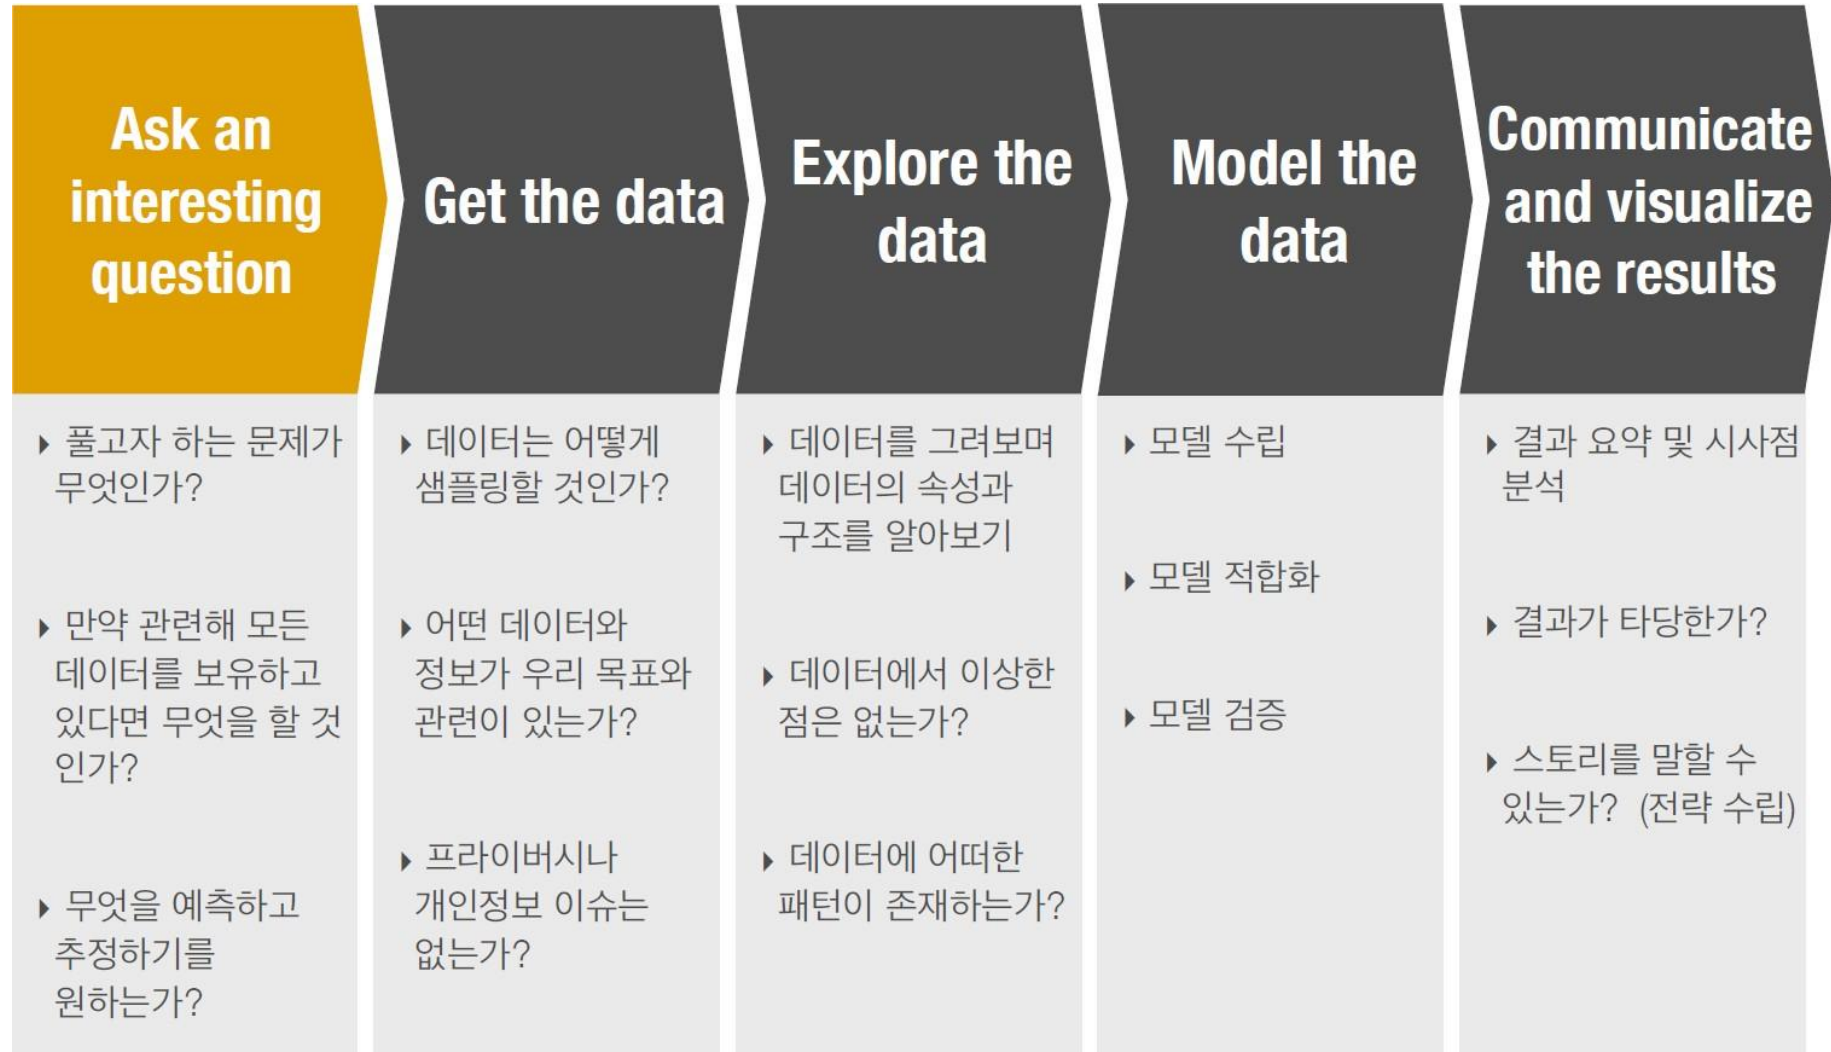 Ask an
interesting
question
▸ 풀고자 하는 문제가
무엇인가?
▸ 만약 관련해 모든
데이터를 보유하고
있다면 무엇을 할 것
인가?
▸ 무엇을 예측하고
추정하기를
원하는가?
Get the data
▸ 데이터는 어떻게
샘플링할 것인가?
▸ 어떤 데이터와
정보가 우리 목표와
관련이 있는가?
▸ 프라이버시나
개인정보 이슈는
없는가?
Explore the
data
▸ 데이터를 그려보며
데이터의 속성과
구조를 알아보기
▸ 데이터에서 이상한
점은 없는가?
▸ 데이터에 어떠한
패턴이 존재하는가?
Model the
data
▸ 모델 수립
▸ 모델 적합화
▸ 모델 검증
Communicate
and visualize
the results
▸ 결과 요약 및 시사점
분석
▸ 결과가 타당한가?
▸ 스토리를 말할 수
있는가? (전략 수립)